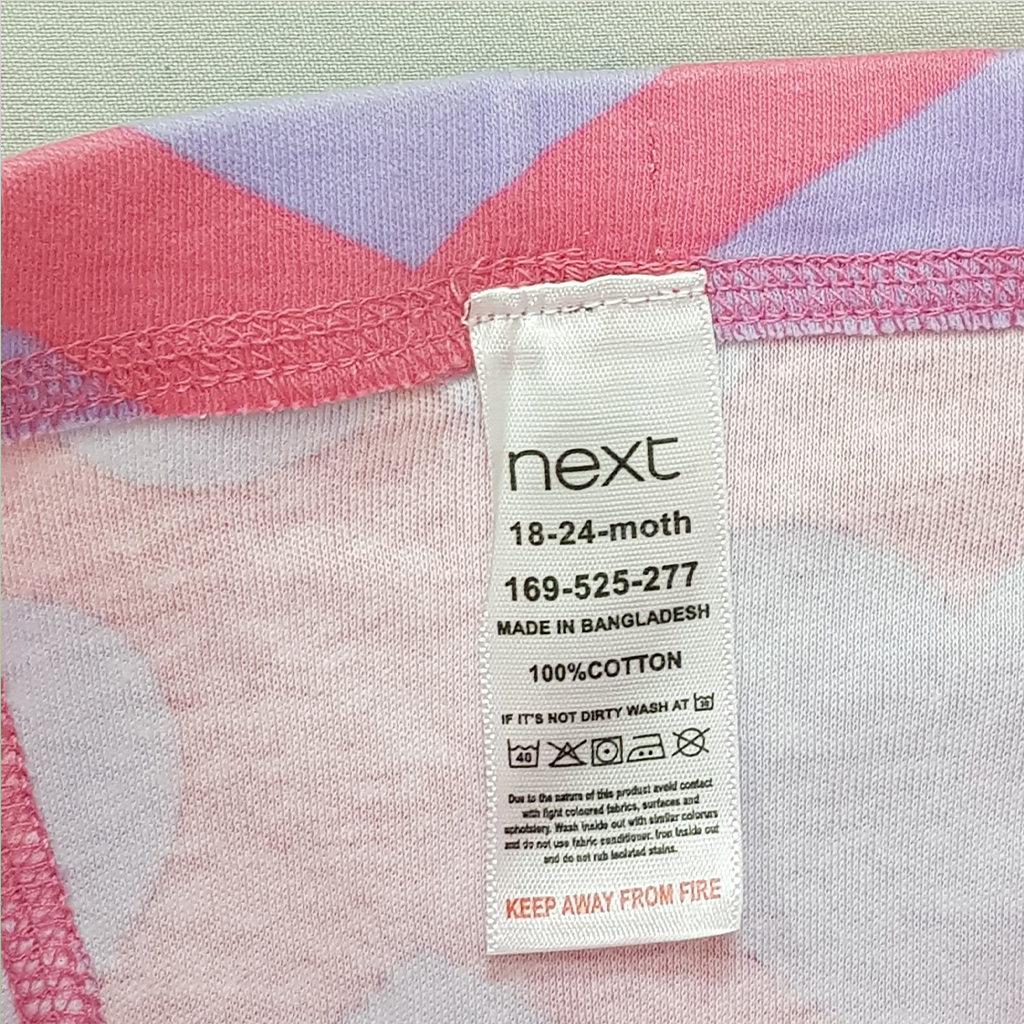 next
18-24-moth
169-525-277
MADE IN BANGLADESH
100%COTTON
IF IT'S NOT DIRTY WASH AT 30
40
Due to the nature of this product avoid contact
with light coloured fabrics, surfaces and
upholstery. Wash inside out with similar colours
and do not use fabric conditioner. Iron inside out
and do not rub isolated stains.
KEEP AWAY FROM FIRE